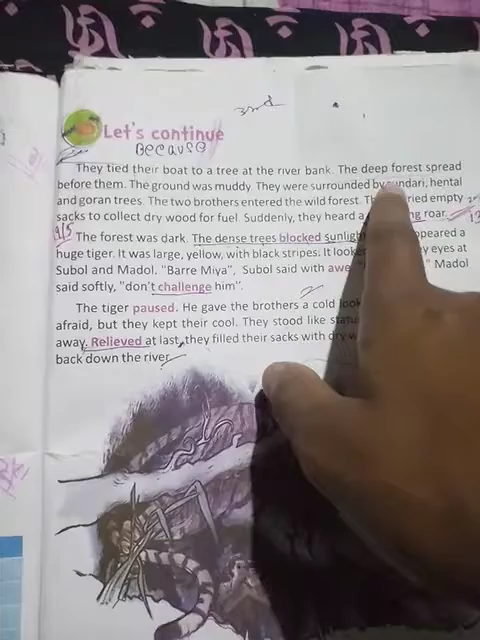 3rd
Let's continue
Because
They tied their boat to a tree at the river bank. The deep forest spread
before them. The ground was muddy. They were surrounded by sundari, hental
and goran trees. The two brothers entered the wild forest. ried empty
sacks to collect dry wood for fuel. Suddenly, they heard a ng roar.
19/5
The forest was dark. The dense trees blocked sunligh peared a
huge tiger. It was large, yellow, with black stripes. It looke y eyes at
Subol and Madol. "Barre Miya", Subol said with awe. " Madol
said softly, "don't challenge him".
The tiger paused. He gave the brothers a cold look
afraid, but they kept their cool. They stood like statu
away. Relieved at last, they filled their sacks with dry w
back down the river.